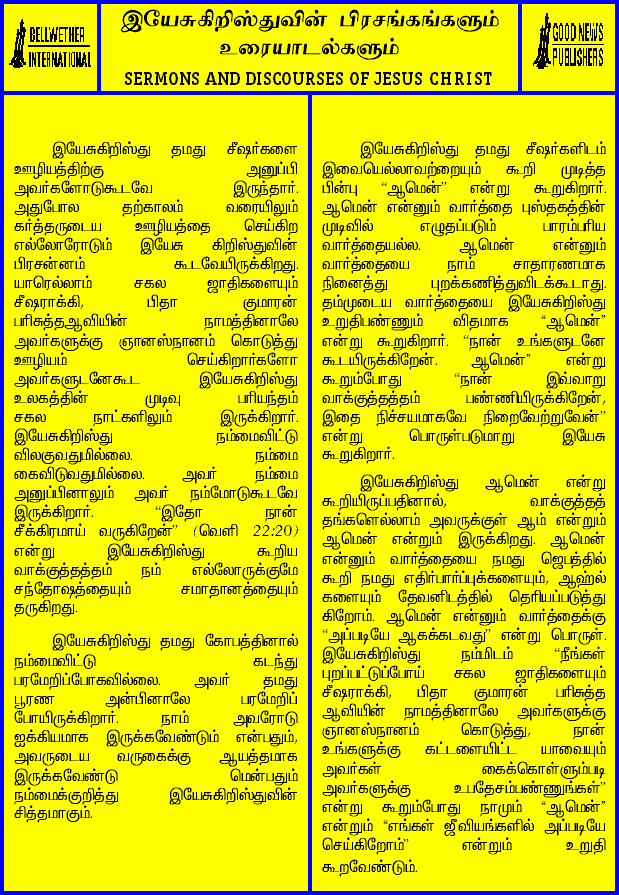 BELLWETHER
INTERNATIONAL
இயேசுகிறிஸ்துவின் பிரசங்கங்களும்
உரையாடல்களும்
SERMONS AND DISCOURSES OF JESUS CHRIST
GOOD NEWS
PUBLISHERS
இயேசுகிறிஸ்து தமது சீஷர்களை
ஊழியத்திற்கு அனுப்பி
அவர்களோடுகூடவே இருந்தார்.
அதுபோல தற்காலம் வரையிலும்
கர்த்தருடைய ஊழியத்தை செய்கிற
எல்லோரோடும் இயேசு கிறிஸ்துவின்
பிரசன்னம் கூடவேயிருக்கிறது.
யாரெல்லாம் சகல ஜாதிகளையும்
சீஷராக்கி, பிதா குமாரன்
பரிசுத்தஆவியின் நாமத்தினாலே
அவர்களுக்கு ஞானஸ்நானம் கொடுத்து
ஊழியம் செய்கிறார்களோ
அவர்களுடனேகூட இயேசுகிறிஸ்து
உலகத்தின் முடிவு பரியந்தம்
சகல நாட்களிலும் இருக்கிறார்.
இயேசுகிறிஸ்து நம்மைவிட்டு
விலகுவதுமில்லை. நம்மை
கைவிடுவதுமில்லை. அவர் நம்மை
அனுப்பினாலும் அவர் நம்மோடுகூடவே
இருக்கிறார். “இதோ நான்
சீக்கிரமாய் வருகிறேன்” (வெளி 22:20)
என்று இயேசுகிறிஸ்து கூறிய
வாக்குத்தத்தம் நம் எல்லோருக்குமே
சந்தோஷத்தையும் சமாதானத்தையும்
தருகிறது.
இயேசுகிறிஸ்து தமது கோபத்தினால்
நம்மைவிட்டு கடந்து
பரமேறிப்போகவில்லை. அவர் தமது
பூரண அன்பினாலே பரமேறிப்
போயிருக்கிறார். நாம் அவரோடு
ஐக்கியமாக இருக்கவேண்டும் என்பதும்,
அவருடைய வருகைக்கு ஆயத்தமாக
இருக்கவேண்டு மென்பதும்
நம்மைக்குறித்து இயேசுகிறிஸ்துவின்
சித்தமாகும்.
இயேசுகிறிஸ்து தமது சீஷர்களிடம்
இவையெல்லாவற்றையும் கூறி முடித்த
பின்பு “ஆமென்” என்று கூறுகிறார்.
ஆமென் என்னும் வார்த்தை புஸ்தகத்தின்
முடிவில் எழுதப்படும் பாரம்பரிய
வார்த்தையல்ல. ஆமென் என்னும்
வார்த்தையை நாம் சாதாரணமாக
நினைத்து புறக்கணித்துவிடக்கூடாது.
தம்முடைய வார்த்தையை இயேசுகிறிஸ்து
உறுதிபண்ணும் விதமாக “ஆமென்”
என்று கூறுகிறார். “நான் உங்களுடனே
கூடயிருக்கிறேன். ஆமென்” என்று
கூறும்போது “நான் இவ்வாறு
வாக்குத்தத்தம் பண்ணியிருக்கிறேன்,
இதை நிச்சயமாகவே நிறைவேற்றுவேன்”
என்று பொருள்படுமாறு இயேசு
கூறுகிறார்.
இயேசுகிறிஸ்து ஆமென் என்று
கூறியிருப்பதினால், வாக்குத்தத்
தங்களெல்லாம் அவருக்குள் ஆம் என்றும்
ஆமென் என்றும் இருக்கிறது. ஆமென்
என்னும் வார்த்தையை நமது ஜெபத்தில்
கூறி நமது எதிர்பார்ப்புக்களையும், ஆஹ்ல்
களையும் தேவனிடத்தில் தெரியப்படுத்து
கிறோம். ஆமென் என்னும் வார்த்தைக்கு
“அப்படியே ஆகக்கடவது” என்று பொருள்.
இயேசுகிறிஸ்து நம்மிடம் “நீங்கள்
புறப்பட்டுப்போய் சகல ஜாதிகளையும்
சீஷராக்கி, பிதா குமாரன் பரிசுத்த
ஆவியின் நாமத்தினாலே அவர்களுக்கு
ஞானஸ்நானம் கொடுத்து, நான்
உங்களுக்கு கட்டளையிட்ட யாவையும்
அவர்கள் கைக்கொள்ளும்படி
அவர்களுக்கு உபதேசம்பண்ணுங்கள்”
என்று கூறும்போது நாமும் “ஆமென்”
என்றும் “எங்கள் ஜீவியங்களில் அப்படியே
செய்கிறோம்” என்றும் உறுதி
கூறவேண்டும்.